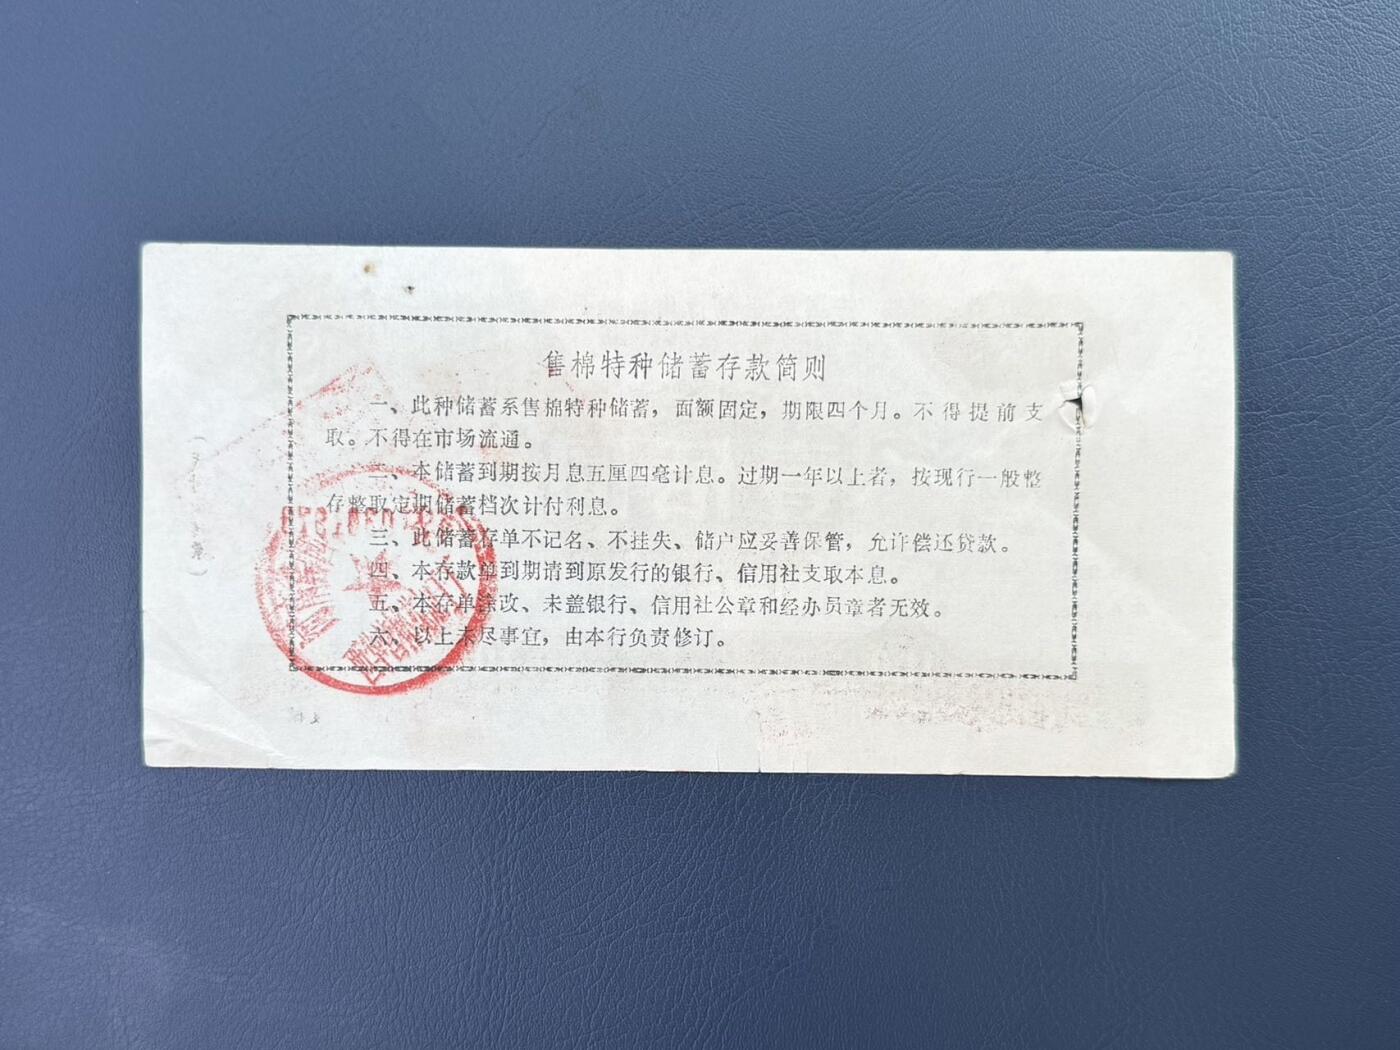 售棉特种储蓄存款简则
一、此种储蓄系售棉特种储蓄，面额固定，期限四个月。不得提前支
取。不得在市场流通。
二、本储蓄到期按月息五厘四毫计息。过期一年以上者，按现行一般整
存整取定期储蓄档次计付利息。
三、此储蓄存单不记名、不挂失、储户应妥善保管，允许偿还贷款。
四、本存款单到期请到原发行的银行、信用社支取本息。
五、本存单涂改、未盖银行、信用社公章和经办员章者无效。
六、以上未尽事宜，由本行负责修订。